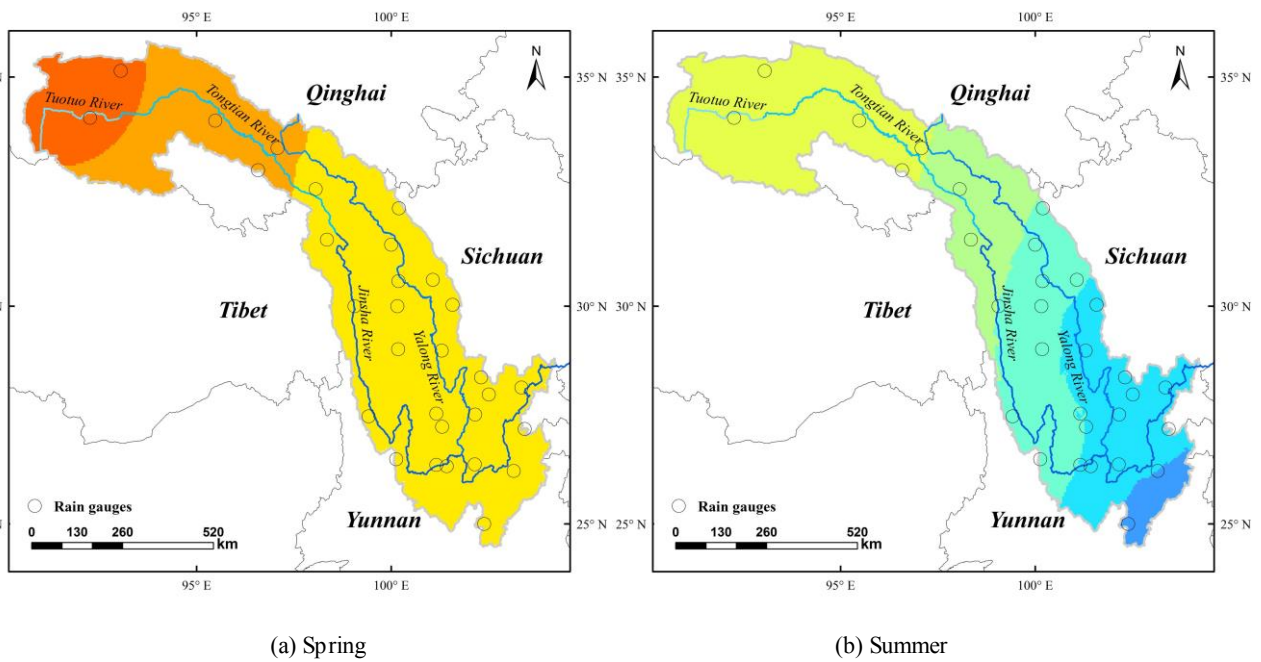 95° E
100° E
95° E
100° E
N
35° N
Qinghai
Tuotuo River
Tongtian River
Sichuan
Tibet
30° N
Jinsha River
Yalong River
Rain gauges
0 130 260 520
km
Yunnan
25° N
95° E
100° E
(a) Spring
N
35° N
Qinghai
Tuotuo River
Tongtian River
Sichuan
Tibet
30° N
Jinsha River
Yalong River
Rain gauges
0 130 260 520
km
Yunnan
25° N
95° E
100° E
(b) Summer